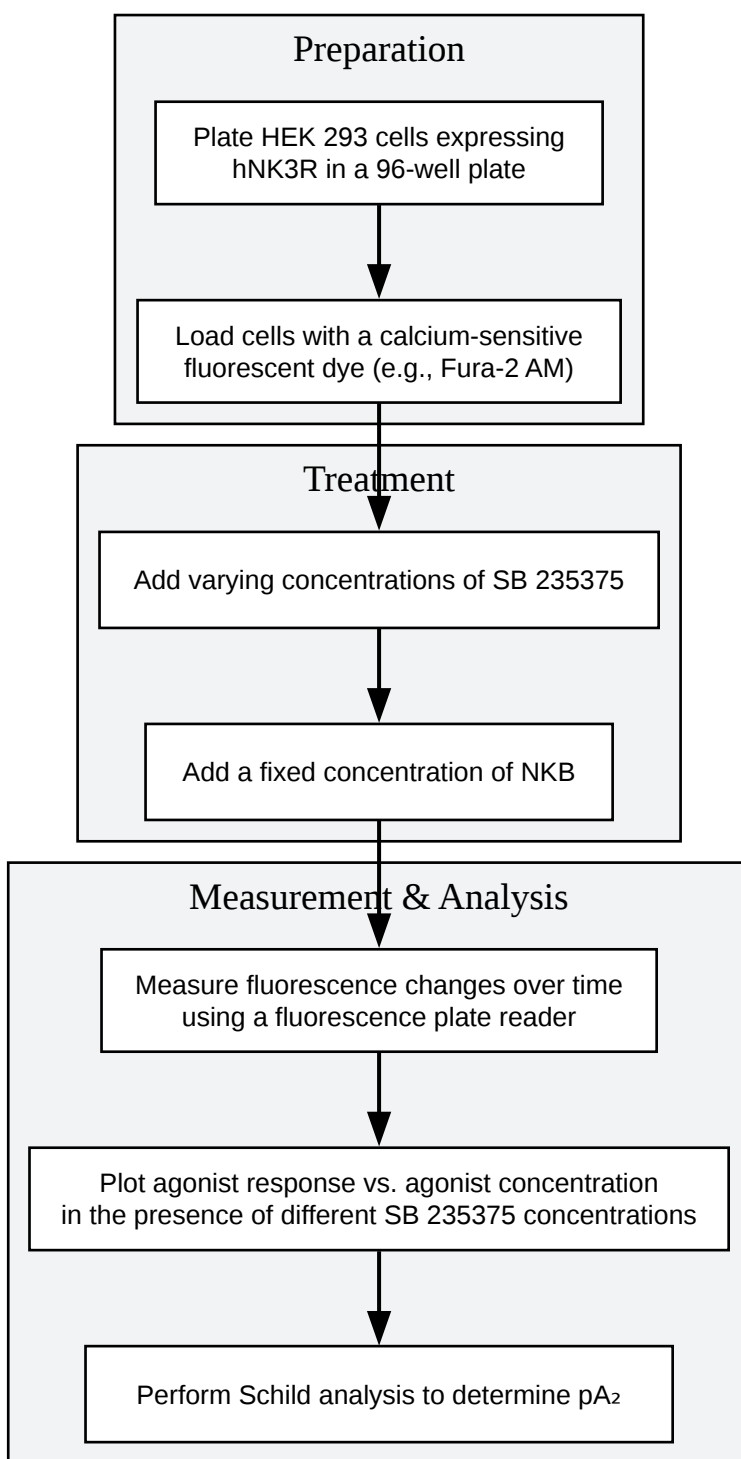 Preparation
Plate HEK 293 cells expressing
hNK3R in a 96-well plate
Load cells with a calcium-sensitive
fluorescent dye (e.g., Fura-2 AM)
Treatment
Add varying concentrations of SB 235375
Add a fixed concentration of NKB
Measurement & Analysis
Measure fluorescence changes over time
using a fluorescence plate reader
Plot agonist response vs. agonist concentration
in the presence of different SB 235375 concentrations
Perform Schild analysis to determine pA₂